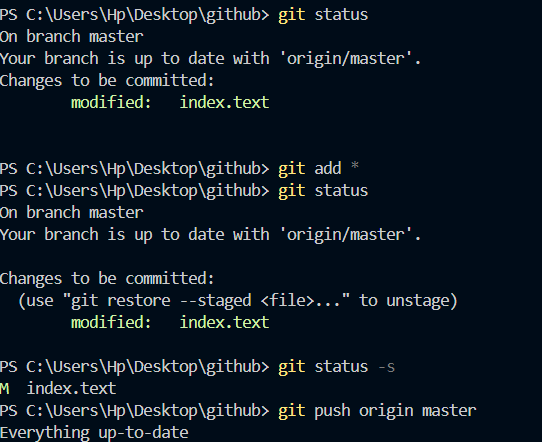 PS C:\Users\Hp\Desktop\github> git status
On branch master
Your branch is up to date with 'origin/master'.
Changes to be committed:
        modified:   index.text
PS C:\Users\Hp\Desktop\github> git add *
PS C:\Users\Hp\Desktop\github> git status
On branch master
Your branch is up to date with 'origin/master'.
Changes to be committed:
  (use "git restore --staged <file>..." to unstage)
        modified:   index.text
PS C:\Users\Hp\Desktop\github> git status -s
M  index.text
PS C:\Users\Hp\Desktop\github> git push origin master
Everything up-to-date